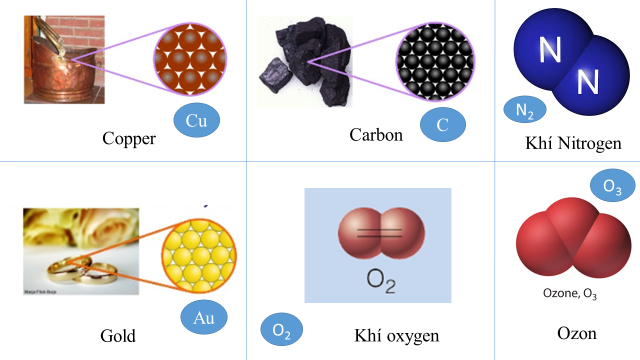 Cu
Copper
C
Carbon
N N
N₂
Khí Nitrogen
Au
Gold
O₂
O₂
Khí oxygen
O₃
Ozone, O₃
Ozon